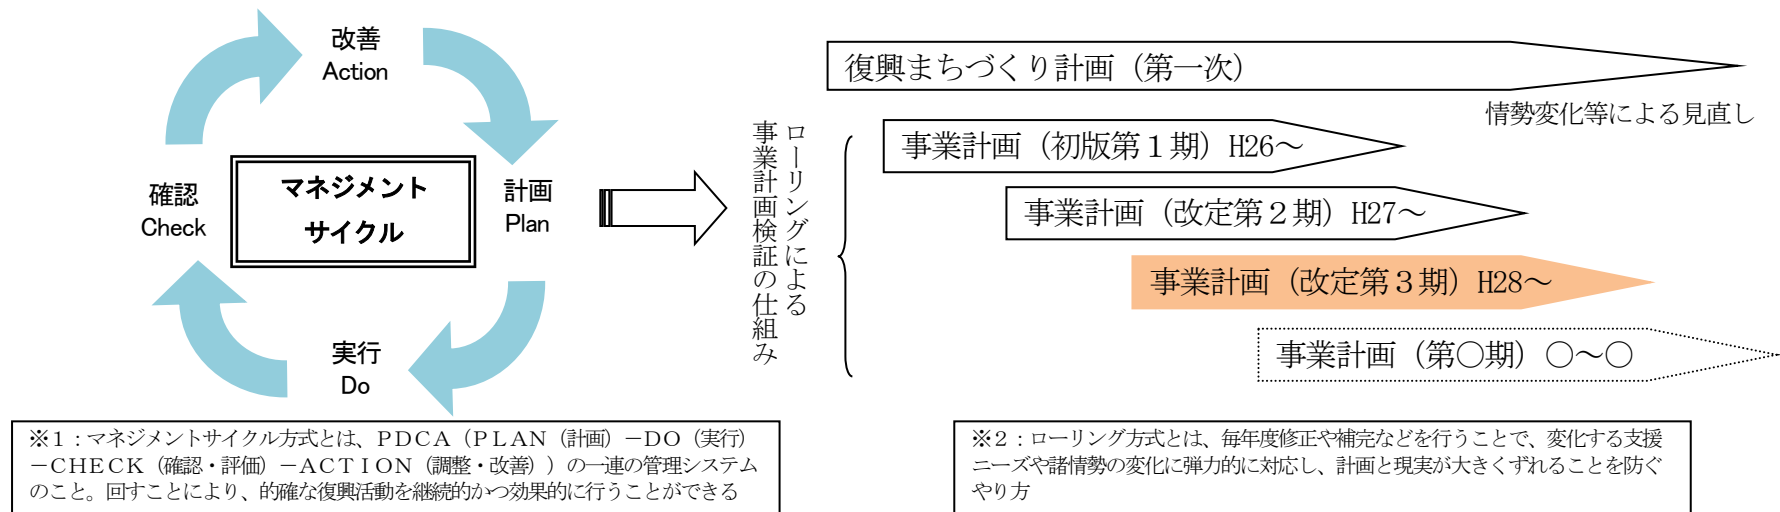 改善
Action
確認
Check
マネジメント
サイクル
計画
Plan
実行
Do
ローリングによる
事業計画検証の仕組み
復興まちづくり計画（第一次）
情勢変化等による見直し
事業計画（初版第１期）H26～
事業計画（改定第２期）H27～
事業計画（改定第３期）H28～
事業計画（第〇期）〇～〇
※１：マネジメントサイクル方式とは、ＰＤＣＡ（ＰＬＡＮ（計画）－ＤＯ（実行）
－ＣＨＥＣＫ（確認・評価）－ＡＣＴＩＯＮ（調整・改善））の一連の管理システム
のこと。回すことにより、的確な復興活動を継続的かつ効果的に行うことができる
※２：ローリング方式とは、毎年度修正や補完などを行うことで、変化する支援
ニーズや諸情勢の変化に弾力的に対応し、計画と現実が大きくずれることを防ぐ
やり方